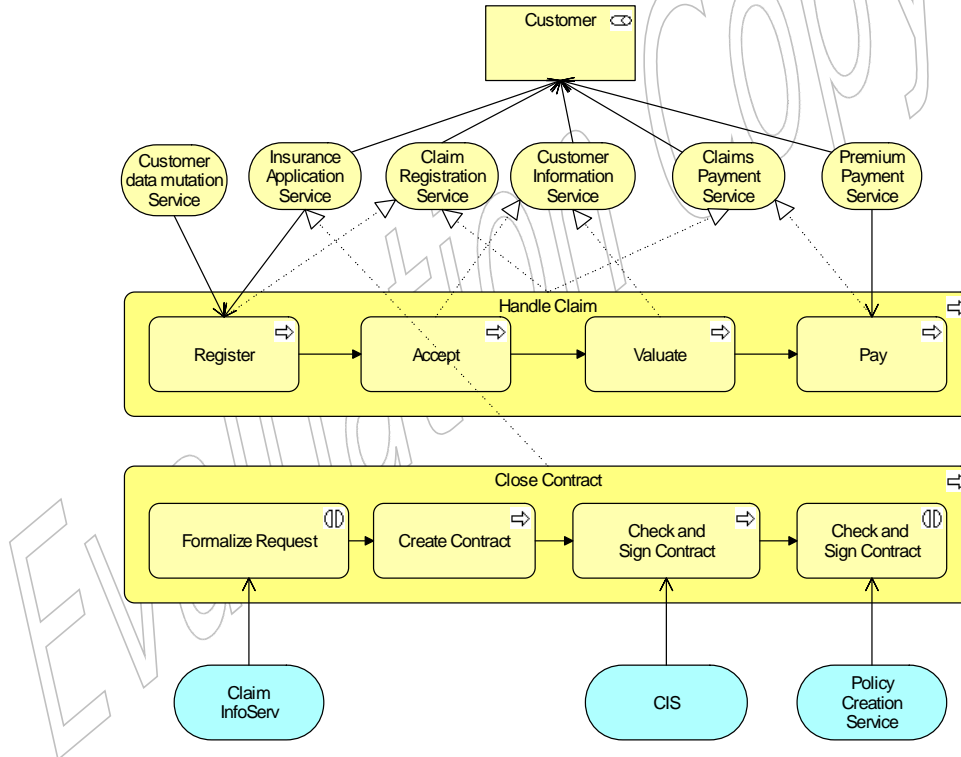 Customer
Customer
data mutation
Service
Insurance
Application
Service
Claim
Registration
Service
Customer
Information
Service
Claims
Payment
Service
Premium
Payment
Service
Handle Claim
Register
Accept
Valuate
Pay
Close Contract
Formalize Request
Create Contract
Check and
Sign Contract
Check and
Sign Contract
Claim
InfoServ
CIS
Policy
Creation
Service
Evaluation Copy